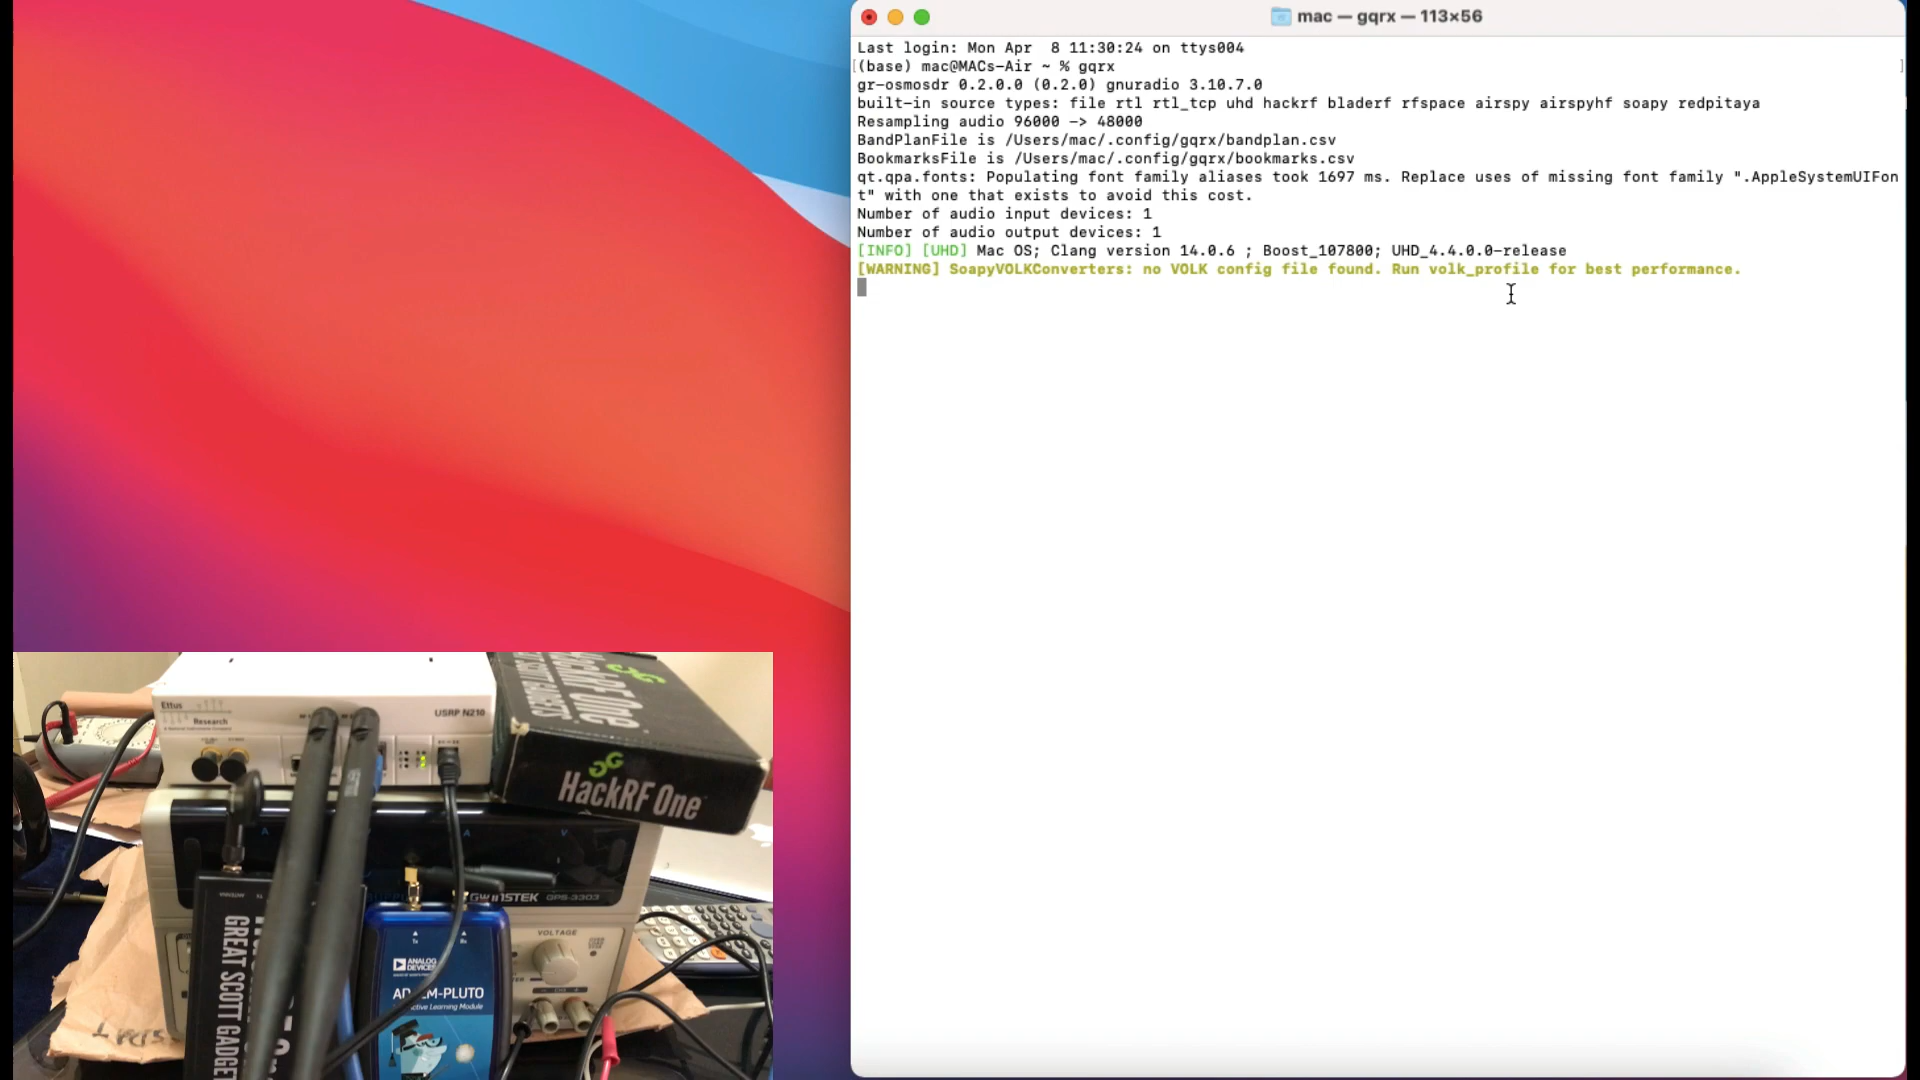 mac — gqrx — 113×56
Last login: Mon Apr  8 11:30:24 on ttys004
(base) mac@MACs-Air ~ % gqrx
gr-osmosdr 0.2.0.0 (0.2.0) gnuradio 3.10.7.0
built-in source types: file rtl rtl_tcp uhd hackrf bladerf rfspace airspy airspyhf soapy redpitaya
Resampling audio 96000 -> 48000
BandPlanFile is /Users/mac/.config/gqrx/bandplan.csv
BookmarksFile is /Users/mac/.config/gqrx/bookmarks.csv
qt.qpa.fonts: Populating font family aliases took 1697 ms. Replace uses of missing font family ".AppleSystemUIFon
t" with one that exists to avoid this cost.
Number of audio input devices: 1
Number of audio output devices: 1
[INFO] [UHD] Mac OS; Clang version 14.0.6 ; Boost_107800; UHD_4.4.0.0-release
[WARNING] SoapyVOLKConverters: no VOLK config file found. Run volk_profile for best performance.
Ettus
Research
USRP N210
HackRF One
GW INSTEK GPS-3303
VOLTAGE
GREAT SCOTT GADGET
Tx
Rx
ANALOG
DEVICES
Learning Module